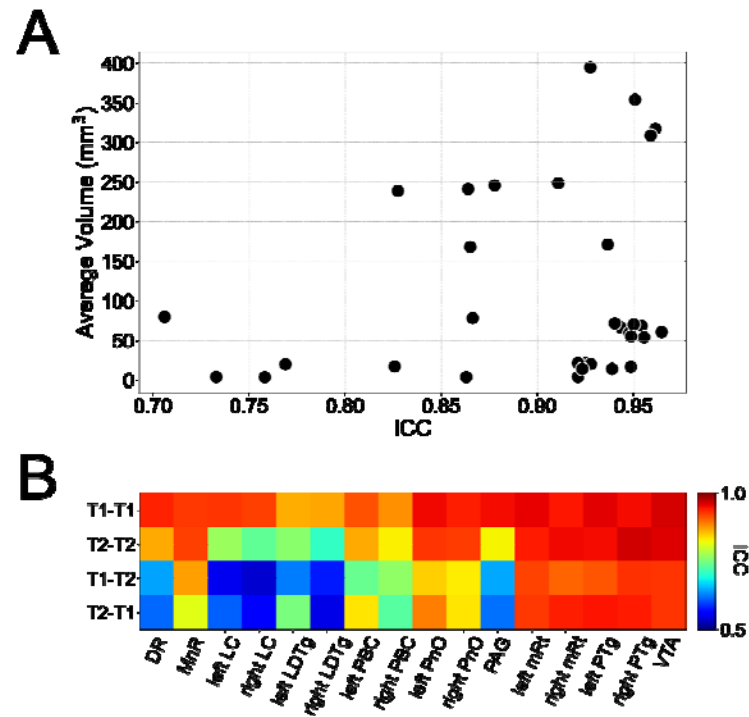 A
Average Volume (mm³)
400
350
300
250
200
150
100
50
0
0.70 0.75 0.80 0.85 0.90 0.95
ICC
B
T1-T1
T2-T2
T1-T2
T2-T1
1.0
ICC
0.5
DR MnR left LC right LC left LDTg right LDTg left PBC right PBC left PnO right PnO PAG left mRt right mRt left PTg right PTg VTA